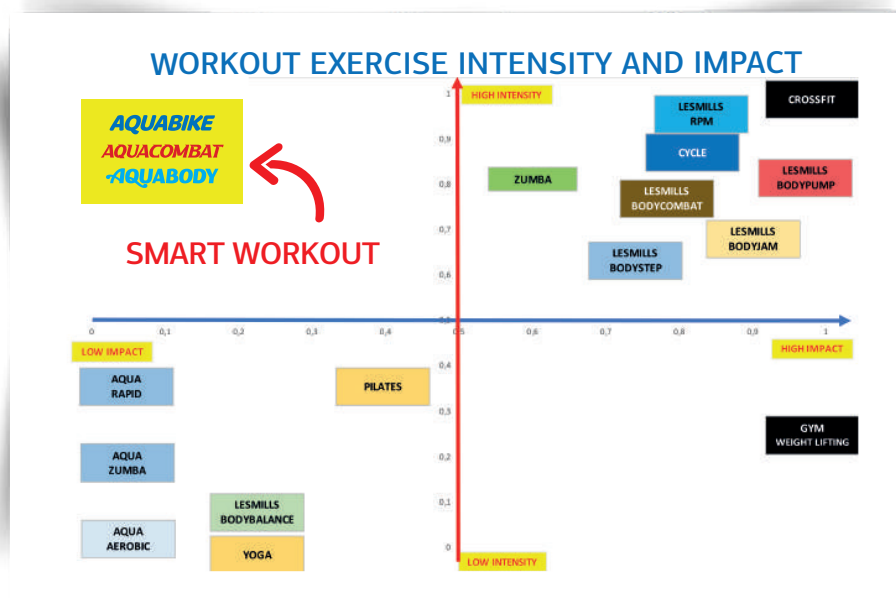 WORKOUT EXERCISE INTENSITY AND IMPACT
AQUABIKE
AQUACOMBAT
AQUABODY
SMART WORKOUT
1
HIGH INTENSITY
LESMILLS
RPM
CROSSFIT
0,9
CYCLE
ZUMBA
0,8
LESMILLS
BODYCOMBAT
LESMILLS
BODYPUMP
0,7
LESMILLS
BODYJAM
LESMILLS
BODYSTEP
0,6
0
0,1
0,2
0,3
0,4
0,5
0,6
0,7
0,8
0,9
1
LOW IMPACT
HIGH IMPACT
0,4
AQUA
RAPID
PILATES
0,3
GYM
WEIGHT LIFTING
0,2
AQUA
ZUMBA
0,1
LESMILLS
BODYBALANCE
AQUA
AEROBIC
YOGA
0
LOW INTENSITY